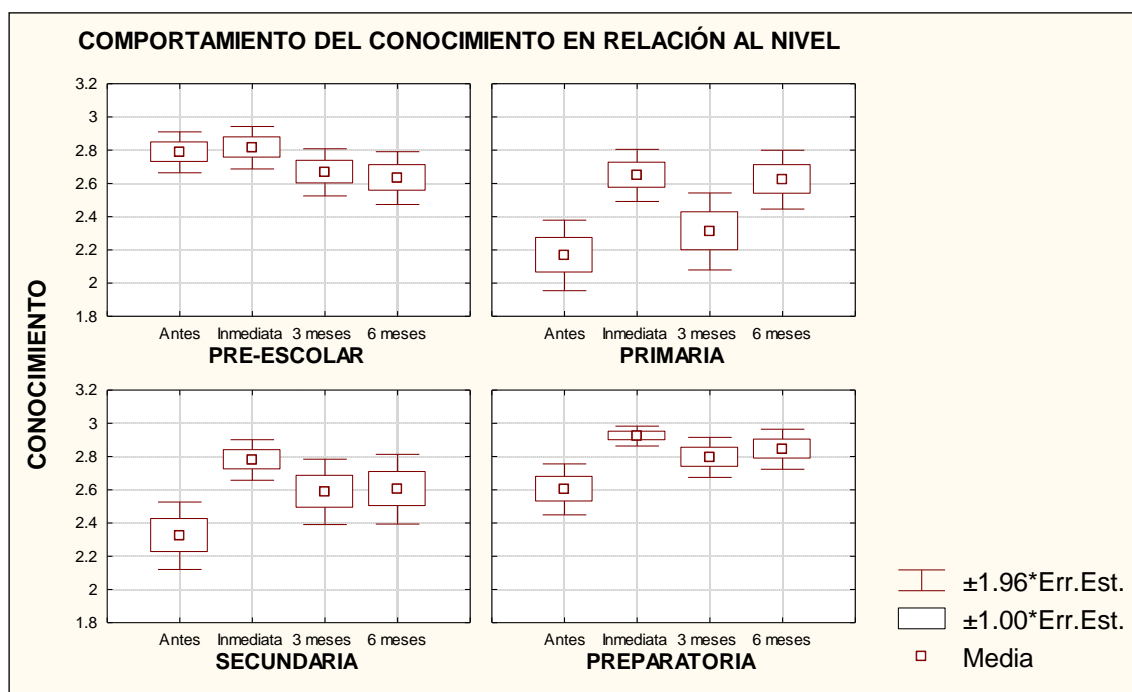 COMPORTAMIENTO DEL CONOCIMIENTO EN RELACIÓN AL NIVEL
CONOCIMIENTO
3.2
3
2.8
2.6
2.4
2.2
2
1.8
Antes Inmediata 3 meses 6 meses
PRE-ESCOLAR
Antes Inmediata 3 meses 6 meses
PRIMARIA
3.2
3
2.8
2.6
2.4
2.2
2
1.8
Antes Inmediata 3 meses 6 meses
SECUNDARIA
Antes Inmediata 3 meses 6 meses
PREPARATORIA
±1.96*Err.Est.
±1.00*Err.Est.
Media